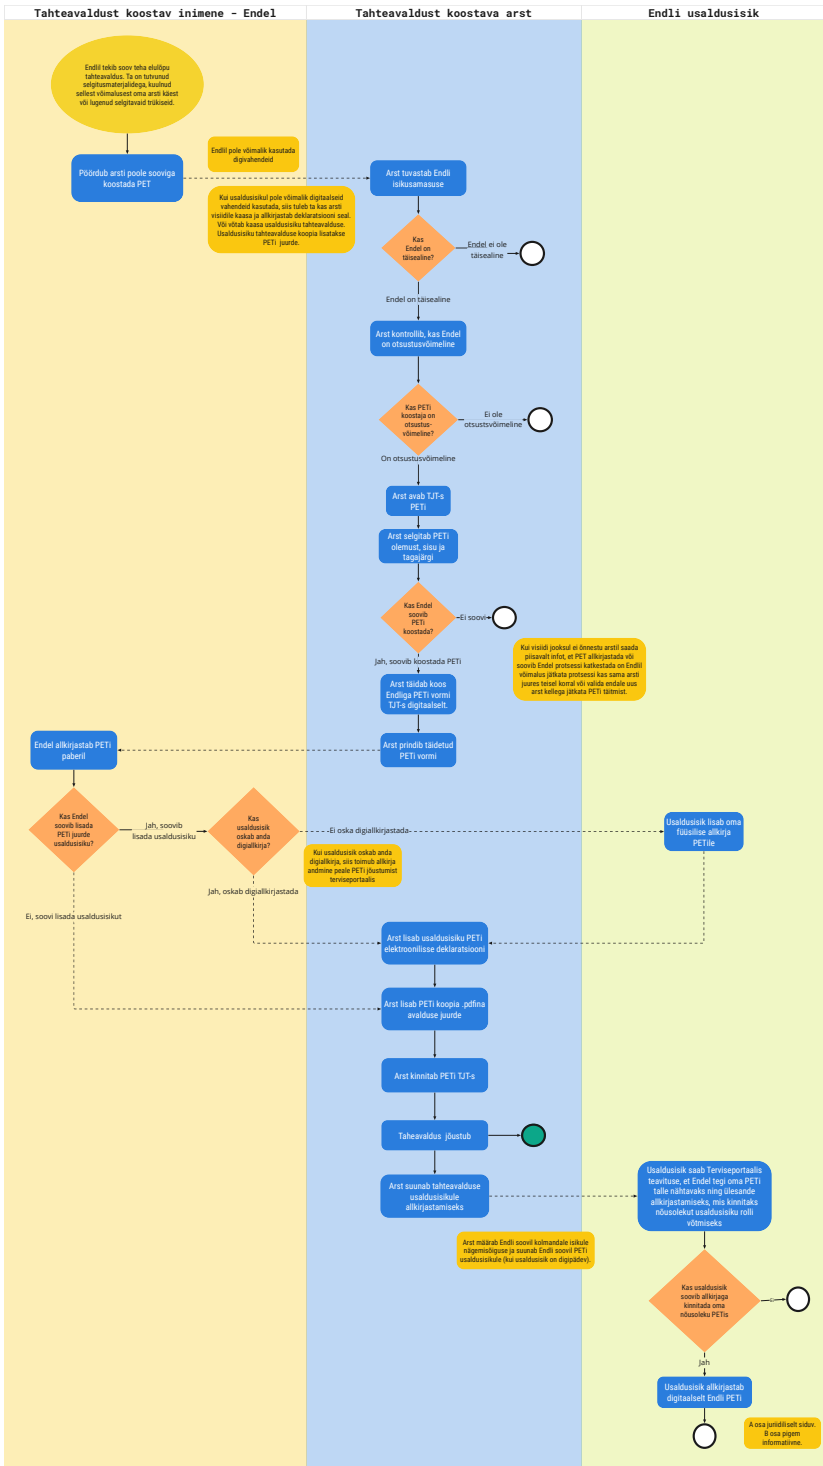 Tahteavaldust koostav inimene - Endel
Tahteavaldust koostava arst
Endli usaldusisik
Endlil tekib soov teha elulõpu
tahteavaldus. Ta on tutvunud
selgitusmaterjalidega, kuulnud
sellest võimalusest oma arsti käest
või lugenud selgitavaid trükiseid.
Pöördub arsti poole sooviga
koostada PET
Endlil pole võimalik kasutada
digivahendeid
Kui usaldusisikul pole võimalik digitaalseid
vahendeid kasutada, siis tuleb ta kas arsti
visiidile kaasa ja allkirjastab deklaratsiooni seal.
Või võtab kaasa usaldusisiku tahteavalduse.
Usaldusisiku tahteavalduse koopia lisatakse
PETi juurde.
Arst tuvastab Endli
isikusamasuse
Kas
Endel on
täisealine?
Endel ei ole
täisealine
Endel on täisealine
Arst kontrollib, kas Endel
on otsustusvõimeline
Kas PETi
koostaja on
otsustus-
võimeline?
Ei ole
otsustsvõimeline
On otsustusvõimeline
Arst avab TJT-s
PETi
Arst selgitab PETi
olemust, sisu ja
tagajärgi
Kas Endel
soovib
PETi
koostada?
Ei soovi
Jah, soovib koostada PETi
Kui visiidi jooksul ei õnnestu arstil saada
piisavalt infot, et PET allkirjastada või
soovib Endel protsessi katkestada on Endlil
võimalus jätkata protsessi kas sama arsti
juures teisel korral või valida endale uus
arst kellega jätkata PETi täitmist.
Arst täidab koos
Endliga PETi vormi
TJT-s digitaalselt.
Arst prindib täidetud
PETi vormi
Endel allkirjastab PETi
paberil
Kas Endel
soovib lisada
PETi juurde
usaldusisiku?
Jah, soovib
lisada usaldusisiku
Kas
usaldusisik
oskab anda
digiallkirja?
Ei oska digiallkirjastada
Usaldusisik lisab oma
füüsilise allkirja
PETile
Kui usaldusisik oskab anda
digiallkirja, siis toimub allkirja
andmine peale PETi jõustumist
terviseportaalis
Jah, oskab digiallkirjastada
Ei, soovi lisada usaldusisikut
Arst lisab usaldusisiku PETi
elektroonilisse deklaratsiooni
Arst lisab PETi koopia .pdfina
avalduse juurde
Arst kinnitab PETi TJT-s
Taheavaldus jõustub
Arst suunab tahteavalduse
usaldusisikule
allkirjastamiseks
Usaldusisik saab Terviseportaalis
teavituse, et Endel tegi oma PETi
talle nähtavaks ning ülesande
allkirjastamiseks, mis kinnitaks
nõusolekut usaldusisiku rolli
võtmiseks
Arst määrab Endli soovil kolmandale isikule
nägemisõiguse ja suunab Endli soovil PETi
usaldusisikule (kui usaldusisik on digipädev).
Kas usaldusisik
soovib allkirjaga
kinnitada oma
nõusoleku PETis
Ei
Jah
Usaldusisik allkirjastab
digitaalselt Endli PETi
A osa juriidiliselt siduv.
B osa pigem
informatiivne.